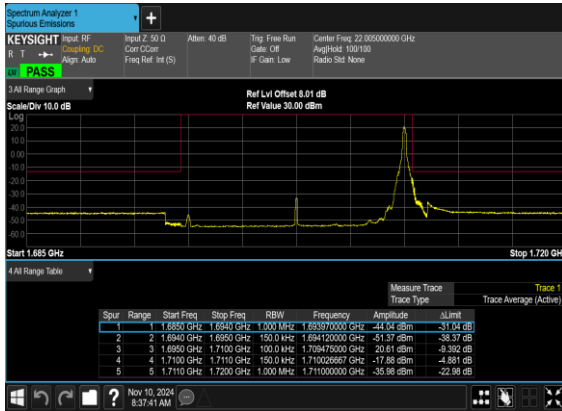 Spectrum Analyzer 1
Spurious Emissions
+
KEYSIGHT Input: RF Input Z: 50 Ω Atten: 40 dB Trig: Free Run Center Freq: 22.005000000 GHz
R T Coupling: DC Corr CCorr Gate: Off Avg|Hold: 100/100
Align: Auto Freq Ref: Int (S) IF Gain: Low Radio Std: None
PASS
3 All Range Graph
Ref Lvl Offset 8.01 dB
Scale/Div 10.0 dB Ref Value 30.00 dBm
Log
20.0
10.0
0.00
-10.0
-20.0
-30.0
-40.0
-50.0
-60.0
Start 1.685 GHz Stop 1.720 GH
4 All Range Table
Measure Trace Trace 1
Trace Type Trace Average (Active)
Spur Range Start Freq Stop Freq RBW Frequency Amplitude ΔLimit
1 1 1.6850 GHz 1.6940 GHz 1.000 MHz 1.693970000 GHz -44.04 dBm -31.04 dB
2 2 1.6940 GHz 1.6950 GHz 150.0 kHz 1.694120000 GHz -51.37 dBm -38.37 dB
3 3 1.6950 GHz 1.7100 GHz 100.0 kHz 1.709475000 GHz 20.61 dBm -9.392 dB
4 4 1.7100 GHz 1.7110 GHz 150.0 kHz 1.710026667 GHz -17.88 dBm -4.881 dB
5 5 1.7110 GHz 1.7200 GHz 1.000 MHz 1.711000000 GHz -35.98 dBm -22.98 dB
?
Nov 10, 2024
8:37:41 AM